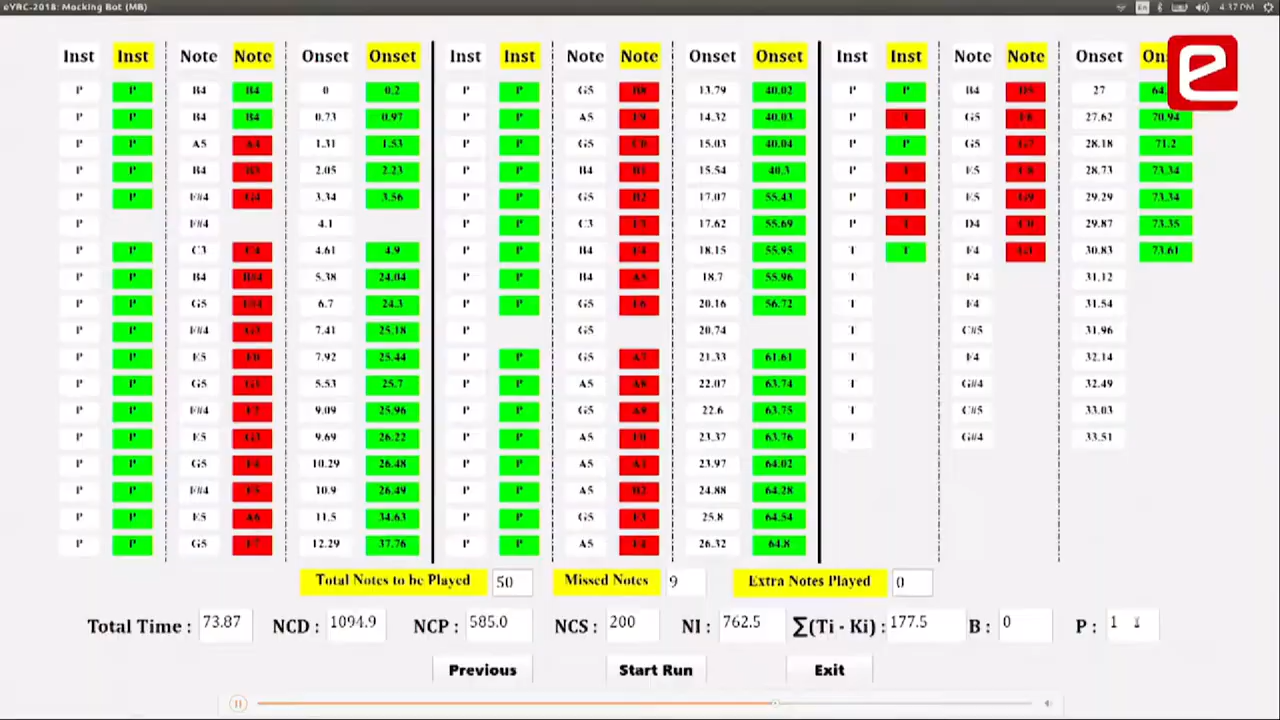 eYRC-2018: Mocking Bot (MB) En 4:37 PM
Inst Inst Note Note Onset Onset Inst Inst Note Note Onset Onset Inst Inst Note Note Onset
P P B4 B4 0 0.2 P P G5 13.79 40.02 P P B4 27
P P B4 B4 0.73 0.97 P P A5 14.32 40.03 P T G5 27.62 70.94
P P A5 A4 1.31 1.53 P P G5 15.03 40.04 P P G5 28.18 71.2
P P B4 2.05 2.23 P P B4 15.54 40.3 P T E5 28.73 73.34
P P F#4 3.34 3.56 P P G5 17.07 55.43 P T E5 29.29 73.34
P F#4 4.1 P P C3 17.62 55.69 P T D4 29.87 73.35
P P C3 4.61 4.9 P P B4 18.15 55.95 T T F4 30.83 73.61
P P B4 5.38 24.04 P P B4 18.7 55.96 T F4 31.12
P P G5 6.7 24.3 P P G5 20.16 56.72 T F4 31.54
P P F#4 7.41 25.18 P G5 20.74 T C#5 31.96
P P E5 7.92 25.44 P P G5 21.33 61.61 T F4 32.14
P P G5 5.53 25.7 P P A5 22.07 63.74 T G#4 32.49
P P F#4 9.09 25.96 P P G5 22.6 63.75 T C#5 33.03
P P E5 9.69 26.22 P P A5 23.37 63.76 T G#4 33.51
P P G5 10.29 26.48 P P A5 23.97 64.02
P P F#4 10.9 26.49 P P A5 24.88 64.28
P P E5 11.5 34.63 P P G5 25.8 64.54
P P G5 12.29 37.76 P P A5 26.32 64.8
Total Notes to be Played 50 Missed Notes 9 Extra Notes Played 0
Total Time : 73.87 NCD : 1094.9 NCP : 585.0 NCS : 200 NI : 762.5 ∑(Ti - Ki) : 177.5 B : 0 P : 1
Previous Start Run Exit